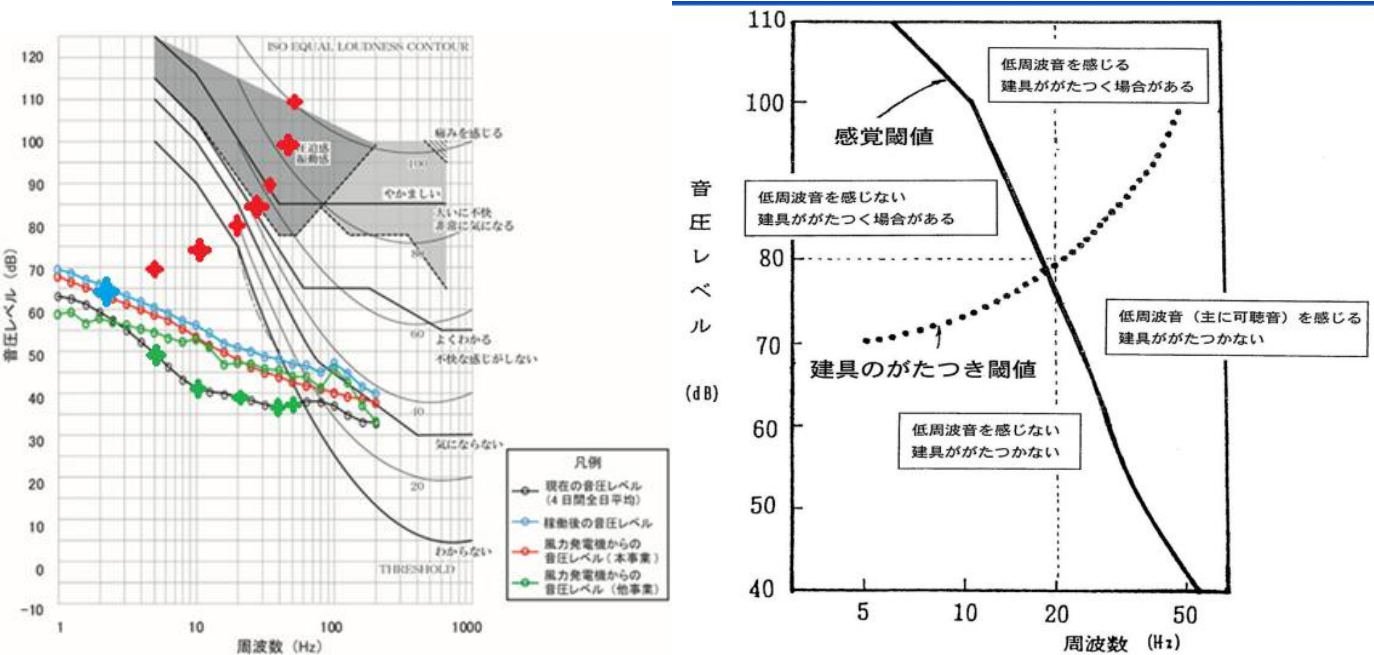 ISO EQUAL LOUDNESS CONTOUR
120
110
100
90
80
70
60
50
40
30
20
10
0
-10
音圧レベル (dB)
1
10
100
1000
周波数 (Hz)
痛みを感じる
圧迫感
振動感
100
やかましい
大いに不快
非常に気になる
80
60
よくわかる
不快な感じがしない
40
気にならない
20
わからない
THRESHOLD
凡例
現在の音圧レベル
(4日間全日平均)
稼働後の音圧レベル
風力発電機からの
音圧レベル(本事業)
風力発電機からの
音圧レベル(他事業)
110
100
80
70
60
50
40
音圧レベル
(dB)
低周波音を感じる
建具ががたつく場合がある
感覚閾値
低周波音を感じない
建具ががたつく場合がある
低周波音(主に可聴音)を感じる
建具ががたつかない
建具のがたつき閾値
低周波音を感じない
建具ががたつかない
5
10
20
50
周波数 (Hz)